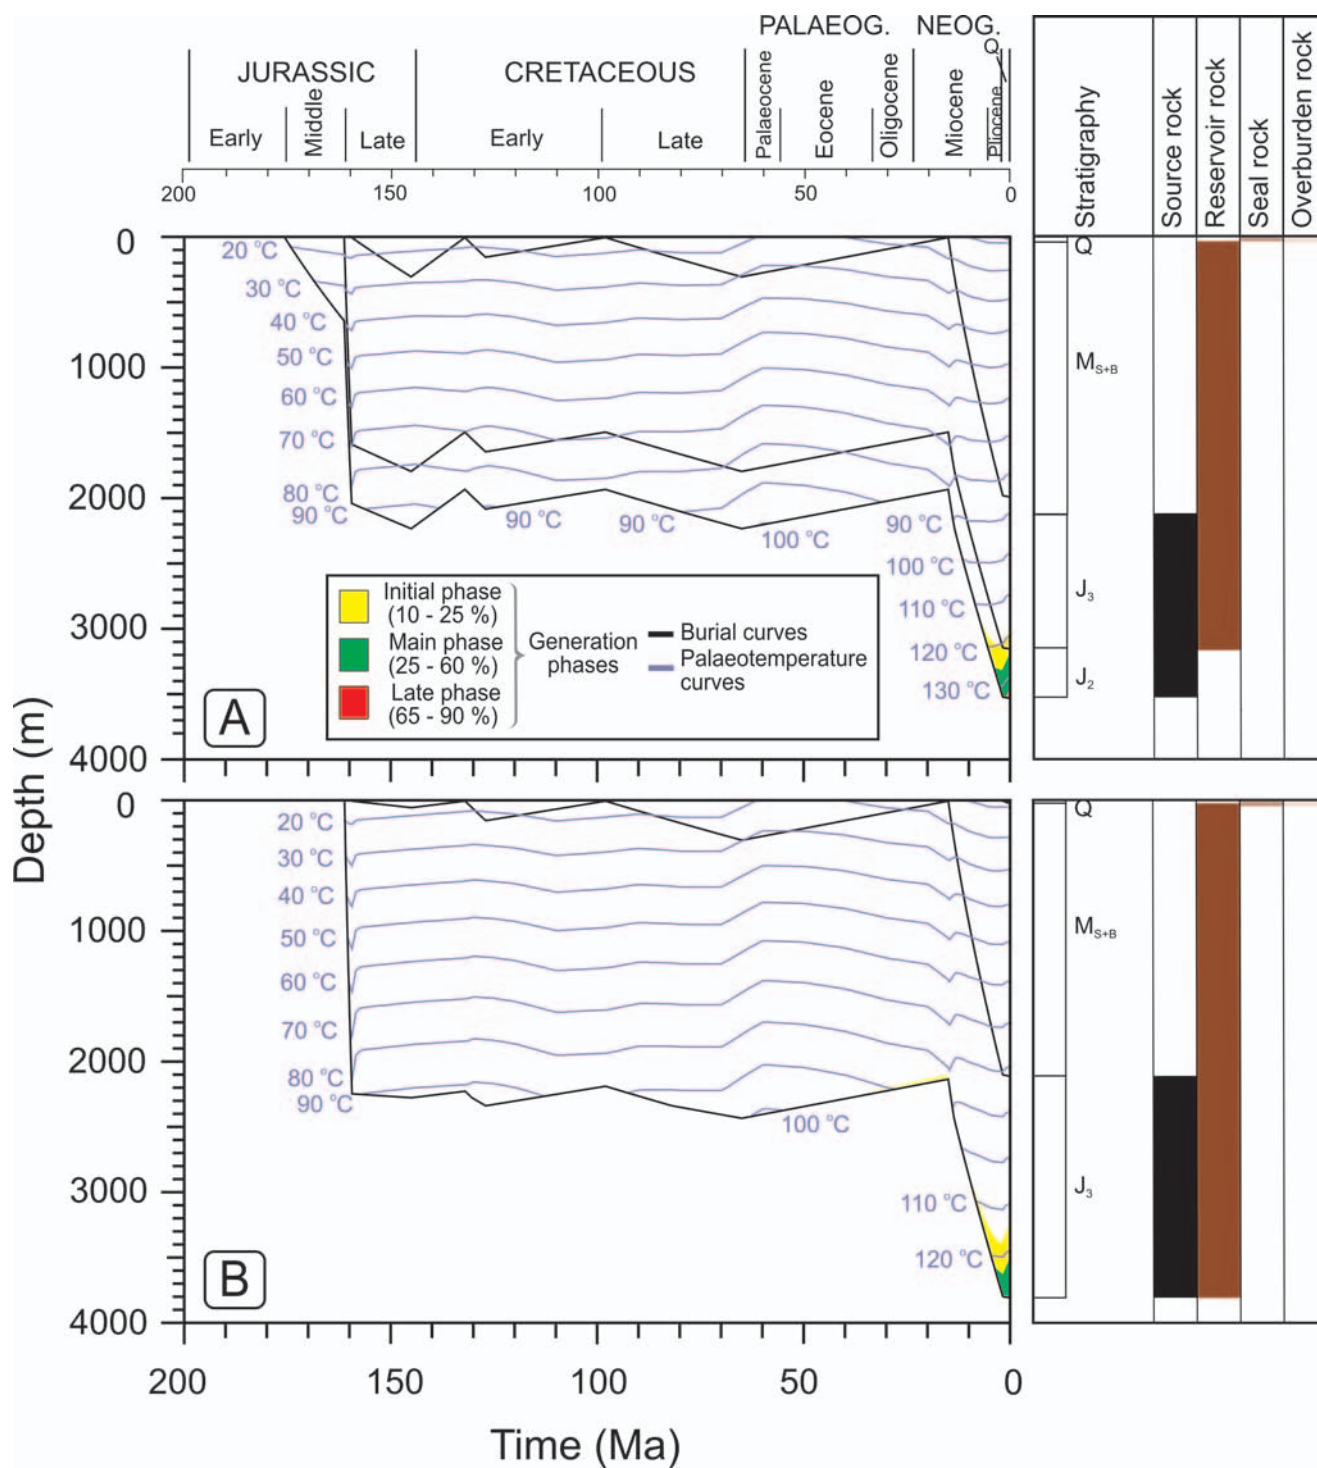 PALAEOG. NEOG.
JURASSIC CRETACEOUS Q
Early Middle Late Early Late Palaeocene Eocene Oligocene Miocene Pliocene
200 150 100 50 0
Stratigraphy Source rock Reservoir rock Seal rock Overburden rock
Depth (m)
0
1000
2000
3000
4000
20 °C
30 °C
40 °C
50 °C
60 °C
70 °C
80 °C
90 °C 90 °C 90 °C 100 °C 90 °C
100 °C
110 °C
120 °C
130 °C
Initial phase
(10 - 25 %)
Main phase
(25 - 60 %)
Late phase
(65 - 90 %)
Generation
phases
Burial curves
Palaeotemperature
curves
A
Q
M S+B
J3
J2
0
1000
2000
3000
4000
20 °C
30 °C
40 °C
50 °C
60 °C
70 °C
80 °C
90 °C 100 °C
110 °C
120 °C
B
Q
M S+B
J3
200 150 100 50 0
Time (Ma)